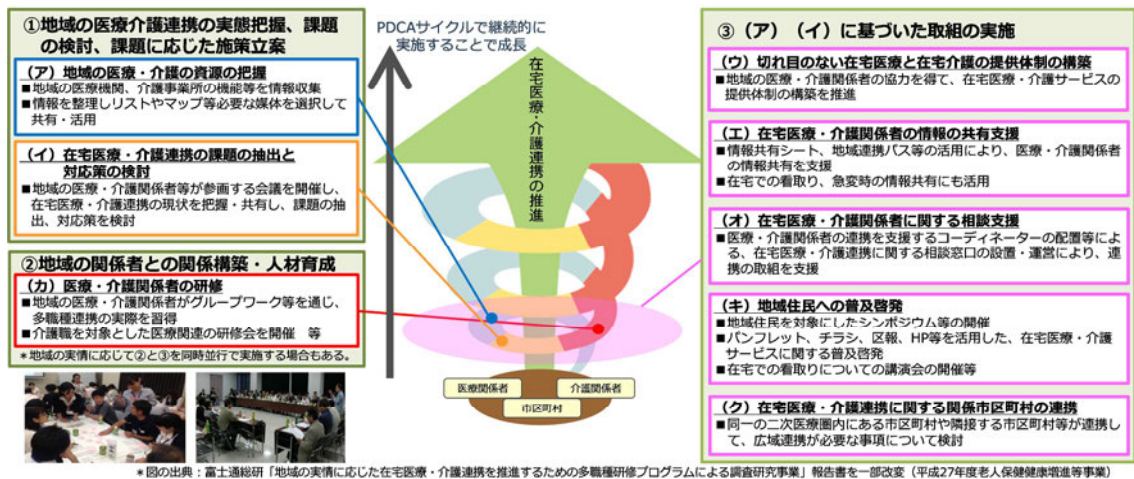 ①地域の医療介護連携の実態把握、課題
の検討、課題に応じた施策立案
（ア）地域の医療・介護の資源の把握
■地域の医療機関、介護事業所の機能等を情報収集
■情報を整理しリストやマップ等必要な媒体を選択して
共有・活用
（イ）在宅医療・介護連携の課題の抽出と
対応策の検討
■地域の医療・介護関係者等が参画する会議を開催し、
在宅医療・介護連携の現状を把握・共有し、課題の抽
出、対応策を検討
②地域の関係者との関係構築・人材育成
（カ）医療・介護関係者の研修
■地域の医療・介護関係者がグループワーク等を通じ、
多職種連携の実際を習得
■介護職を対象とした医療関連の研修会を開催　等
＊地域の実情に応じて②と③を同時並行で実施する場合もある。
PDCAサイクルで継続的に
実施することで成長
在宅医療・介護連携の推進
医療関係者
介護関係者
市区町村
③（ア）（イ）に基づいた取組の実施
（ウ）切れ目のない在宅医療と在宅介護の提供体制の構築
■地域の医療・介護関係者の協力を得て、在宅医療・介護サービスの
提供体制の構築を推進
（エ）在宅医療・介護関係者の情報の共有支援
■情報共有シート、地域連携パス等の活用により、医療・介護関係者
の情報共有を支援
■在宅での看取り、急変時の情報共有にも活用
（オ）在宅医療・介護関係者に関する相談支援
■医療・介護関係者の連携を支援するコーディネーターの配置等によ
る、在宅医療・介護連携に関する相談窓口の設置・運営により、連
携の取組を支援
（キ）地域住民への普及啓発
■地域住民を対象にしたシンポジウム等の開催
■パンフレット、チラシ、区報、HP等を活用した、在宅医療・介護
サービスに関する普及啓発
■在宅での看取りについての講演会の開催等
（ク）在宅医療・介護連携に関する関係市区町村の連携
■同一の二次医療圏内にある市区町村や隣接する市区町村等が連携し
て、広域連携が必要な事項について検討
＊図の出典：富士通総研「地域の実情に応じた在宅医療・介護連携を推進するための多職種研修プログラムによる調査研究事業」報告書を一部改変（平成27年度老人保健健康増進等事業）